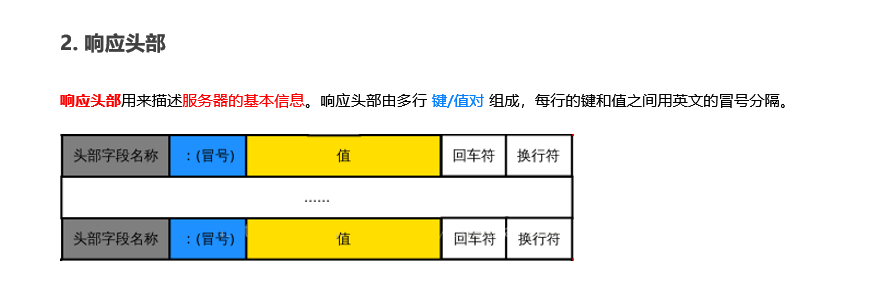 2. 响应头部
响应头部用来描述服务器的基本信息。响应头部由多行 键/值对 组成，每行的键和值之间用英文的冒号分隔。
头部字段名称 ：(冒号) 值 回车符 换行符
......
头部字段名称 ：(冒号) 值 回车符 换行符